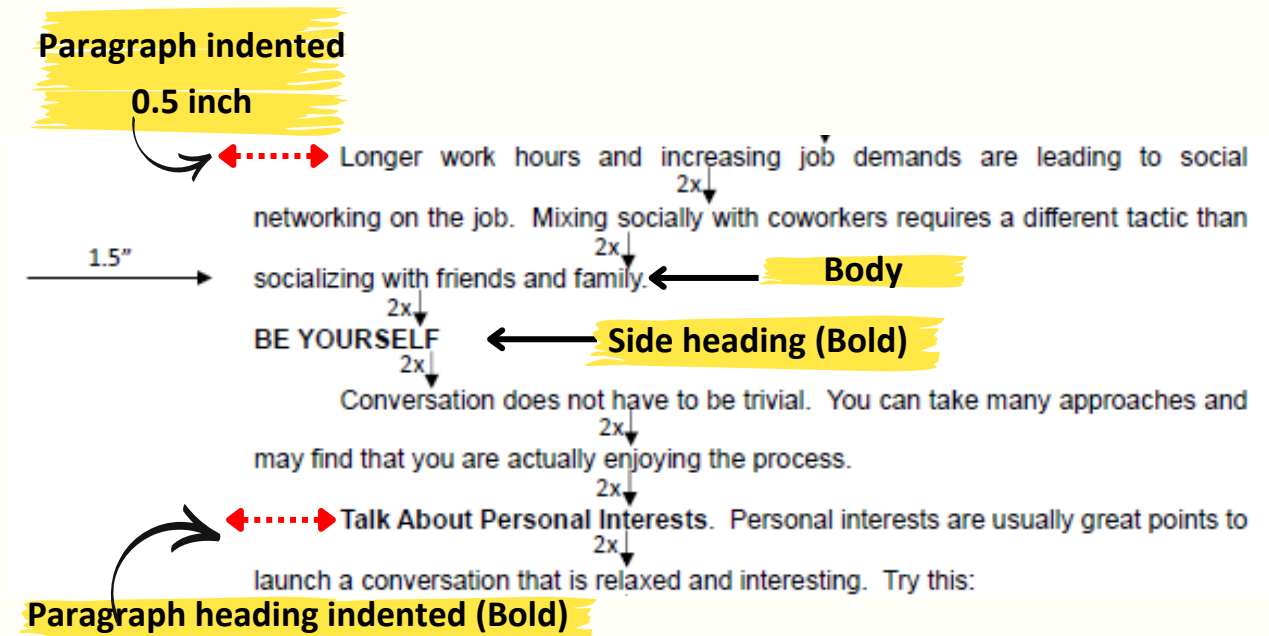 Paragraph indented
0.5 inch
Longer work hours and increasing job demands are leading to social
2x
networking on the job.  Mixing socially with coworkers requires a different tactic than
2x
1.5”
socializing with friends and family.
Body
2x
BE YOURSELF
Side heading (Bold)
2x
Conversation does not have to be trivial.  You can take many approaches and
2x
may find that you are actually enjoying the process.
2x
Talk About Personal Interests.  Personal interests are usually great points to
2x
launch a conversation that is relaxed and interesting.  Try this:
Paragraph heading indented (Bold)